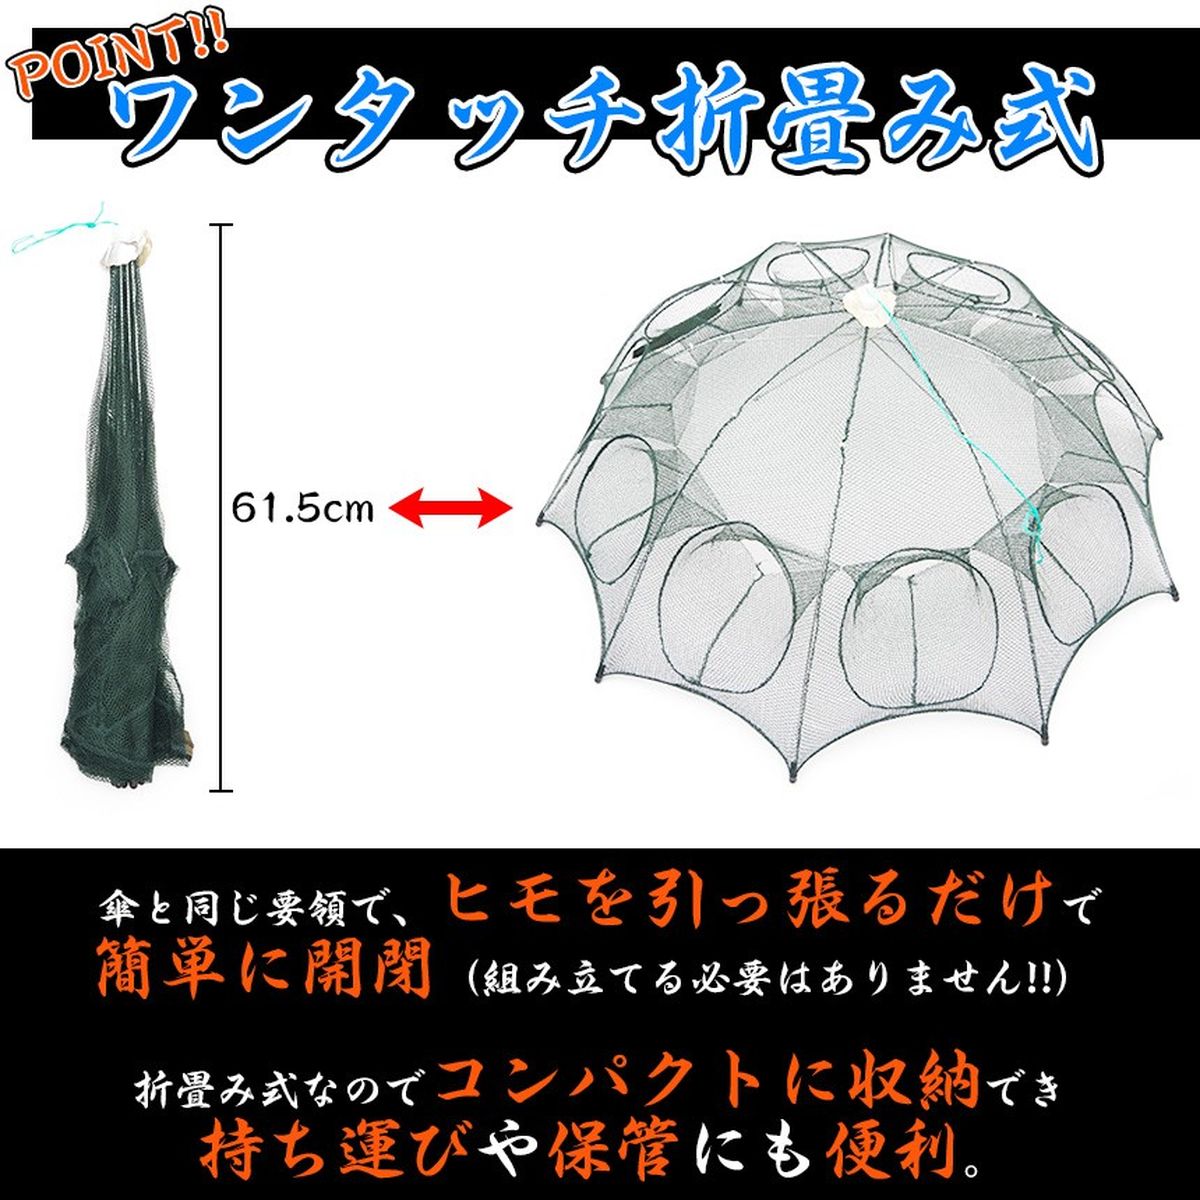 POINT!!
ワンタッチ折畳み式
61.5cm
傘と同じ要領で、ヒモを引っ張るだけで
簡単に開閉（組み立てる必要はありません!!）
折畳み式なのでコンパクトに収納でき
持ち運びや保管にも便利。